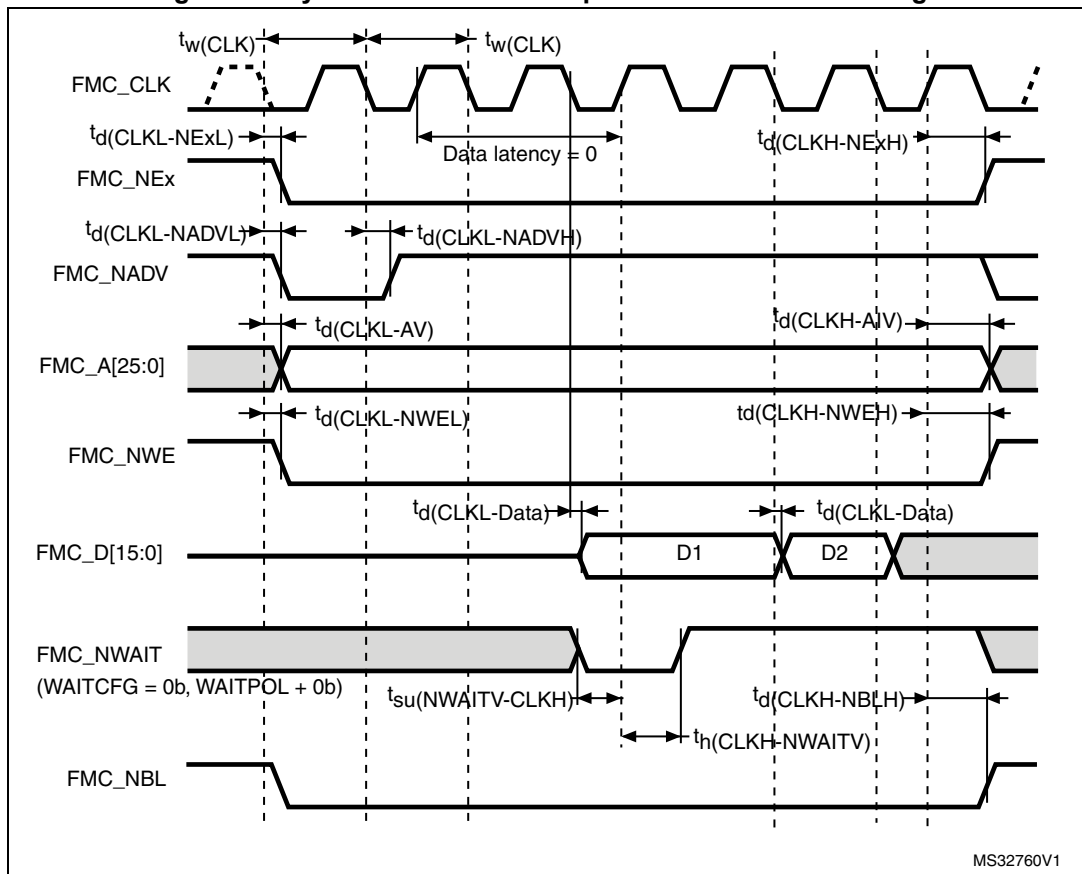 tw(CLK) tw(CLK)
FMC_CLK
td(CLKL-NExL) Data latency = 0 td(CLKH-NExH)
FMC_NEx
td(CLKL-NADVL) td(CLKL-NADVH)
FMC_NADV
td(CLKL-AV) td(CLKH-AIV)
FMC_A[25:0]
td(CLKL-NWEL) td(CLKH-NWEH)
FMC_NWE
td(CLKL-Data) td(CLKL-Data)
FMC_D[15:0] D1 D2
FMC_NWAIT
(WAITCFG = 0b, WAITPOL + 0b)
tsu(NWAITV-CLKH) td(CLKH-NBLH)
th(CLKH-NWAITV)
FMC_NBL
MS32760V1